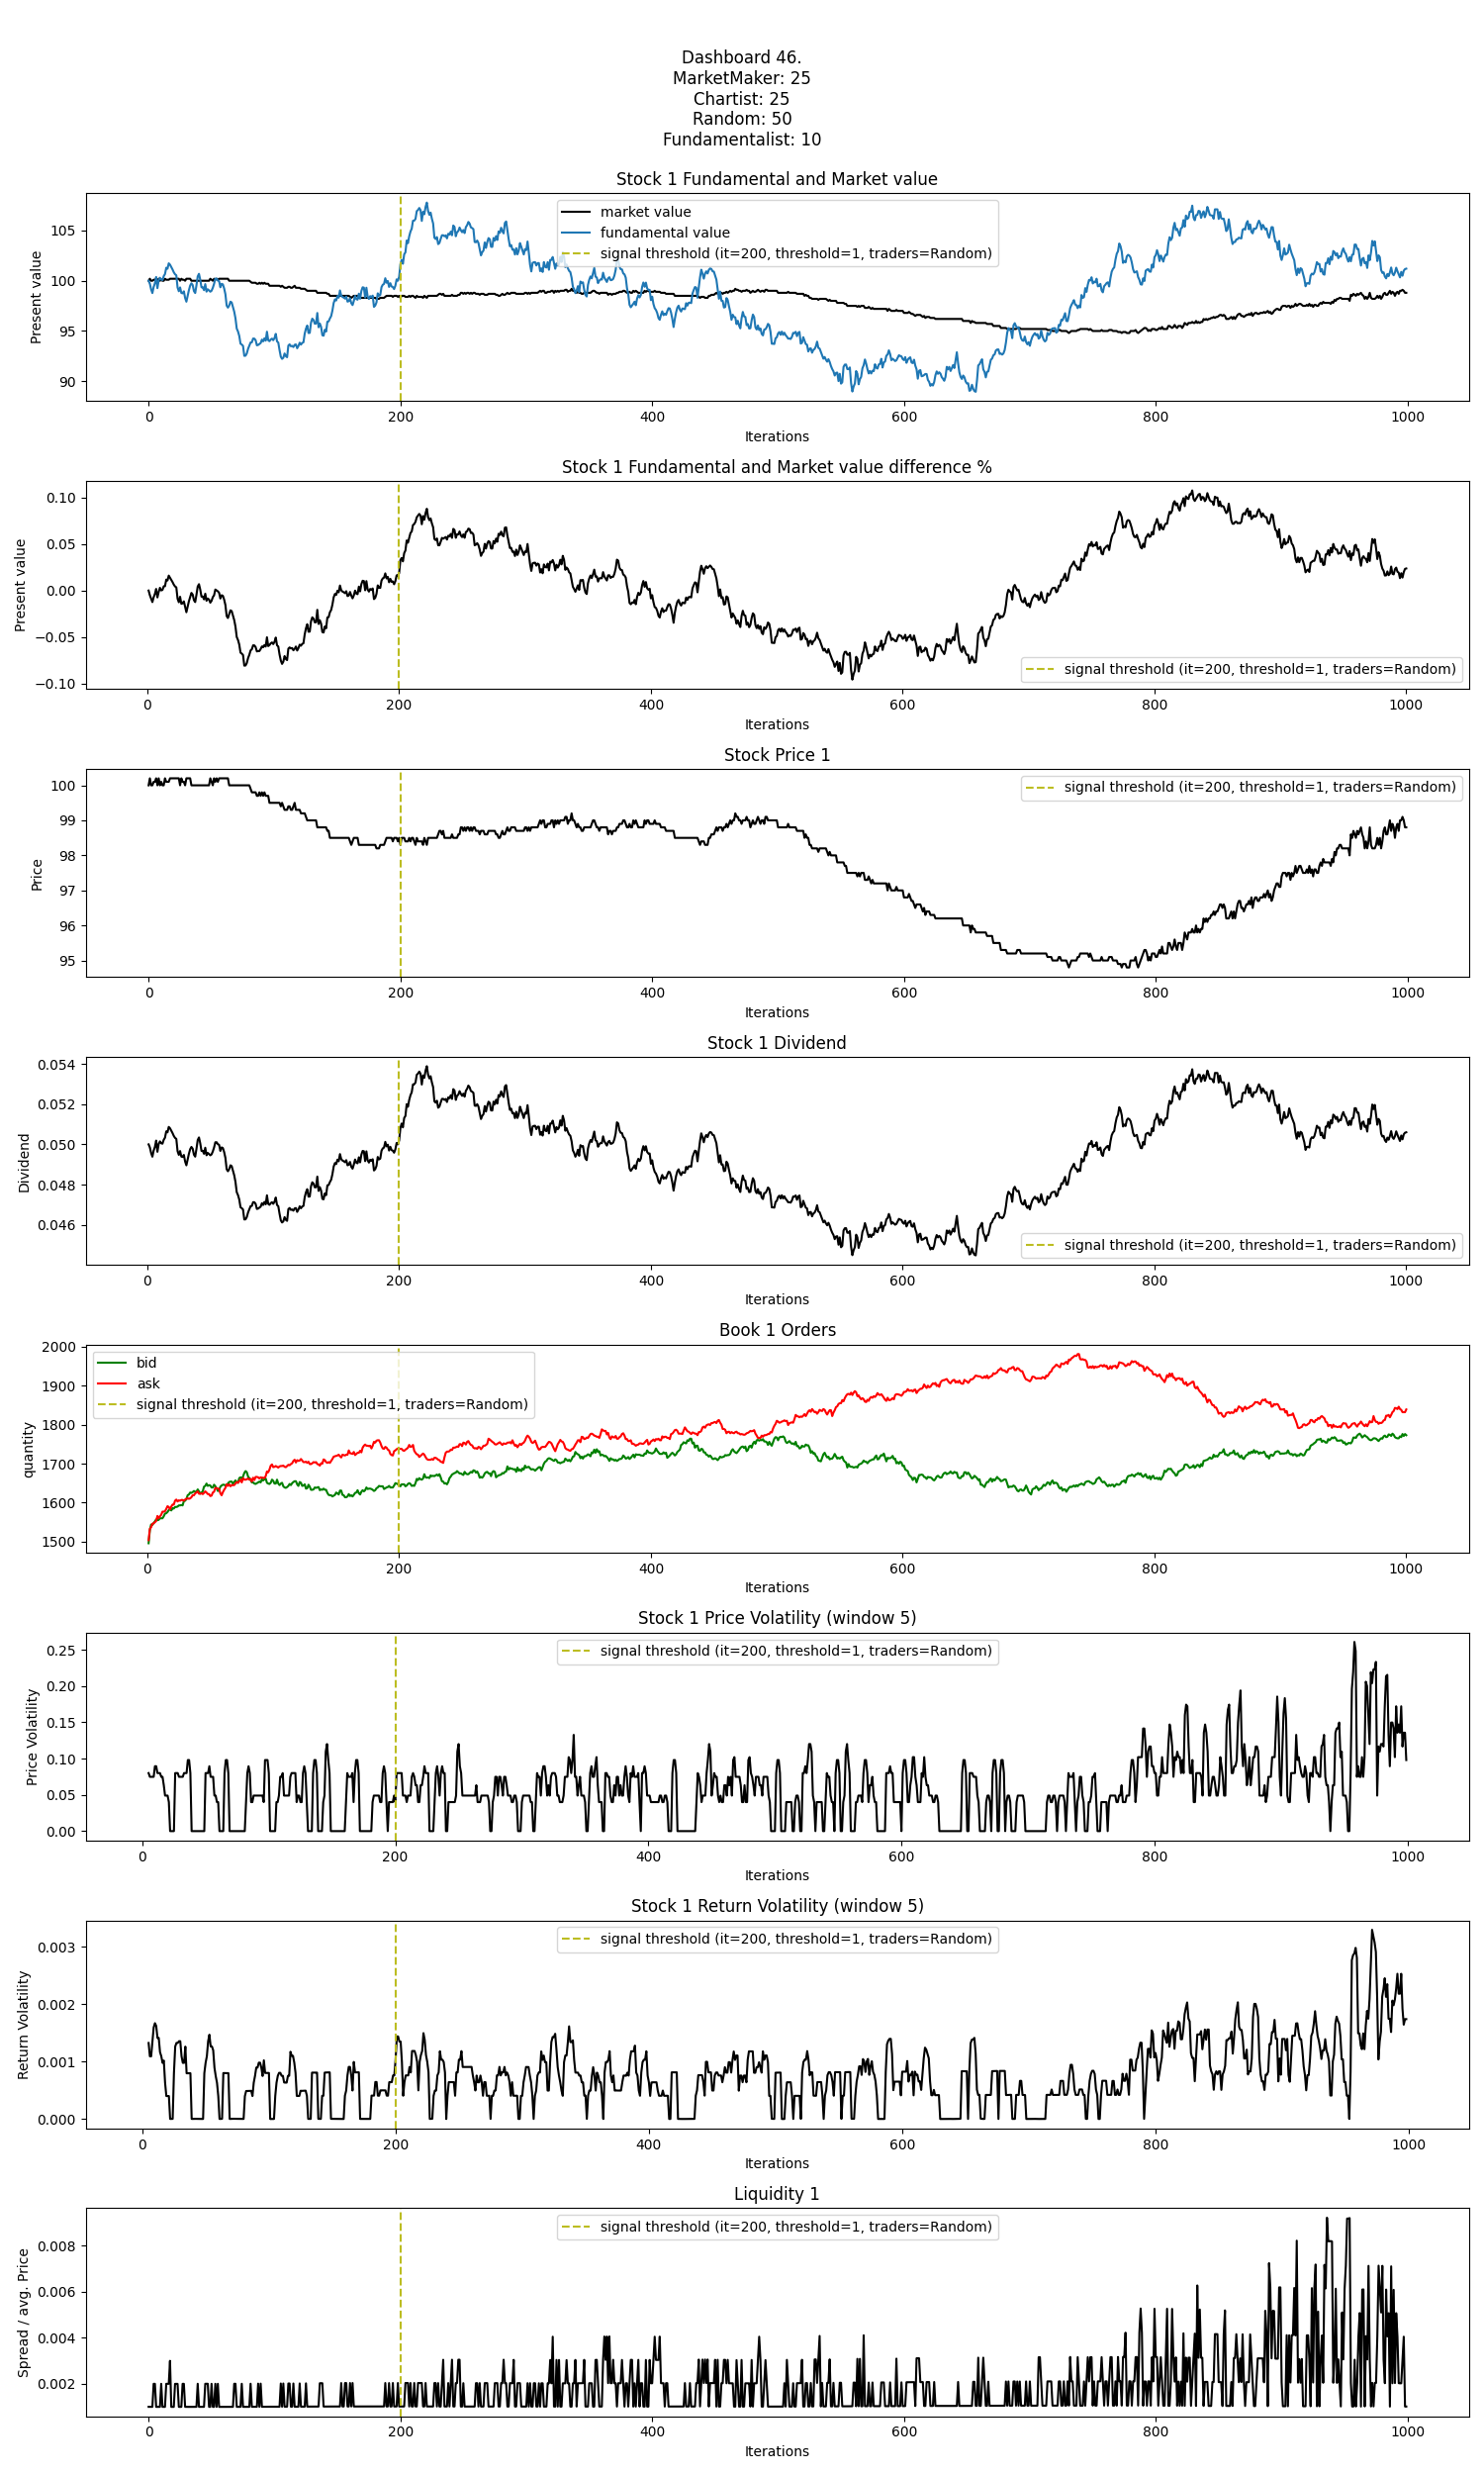 Dashboard 46.
MarketMaker: 25
Chartist: 25
Random: 50
Fundamentalist: 10
Stock 1 Fundamental and Market value
market value
fundamental value
signal threshold (it=200, threshold=1, traders=Random)
Present value
105
100
95
90
0 200 400 600 800 1000
Iterations
Stock 1 Fundamental and Market value difference %
Present value
0.10
0.05
0.00
−0.05
−0.10
signal threshold (it=200, threshold=1, traders=Random)
0 200 400 600 800 1000
Iterations
Stock Price 1
signal threshold (it=200, threshold=1, traders=Random)
Price
100
99
98
97
96
95
0 200 400 600 800 1000
Iterations
Stock 1 Dividend
Dividend
0.054
0.052
0.050
0.048
0.046
signal threshold (it=200, threshold=1, traders=Random)
0 200 400 600 800 1000
Iterations
Book 1 Orders
bid
ask
signal threshold (it=200, threshold=1, traders=Random)
quantity
2000
1900
1800
1700
1600
1500
0 200 400 600 800 1000
Iterations
Stock 1 Price Volatility (window 5)
signal threshold (it=200, threshold=1, traders=Random)
Price Volatility
0.25
0.20
0.15
0.10
0.05
0.00
0 200 400 600 800 1000
Iterations
Stock 1 Return Volatility (window 5)
signal threshold (it=200, threshold=1, traders=Random)
Return Volatility
0.003
0.002
0.001
0.000
0 200 400 600 800 1000
Iterations
Liquidity 1
signal threshold (it=200, threshold=1, traders=Random)
Spread / avg. Price
0.008
0.006
0.004
0.002
0 200 400 600 800 1000
Iterations